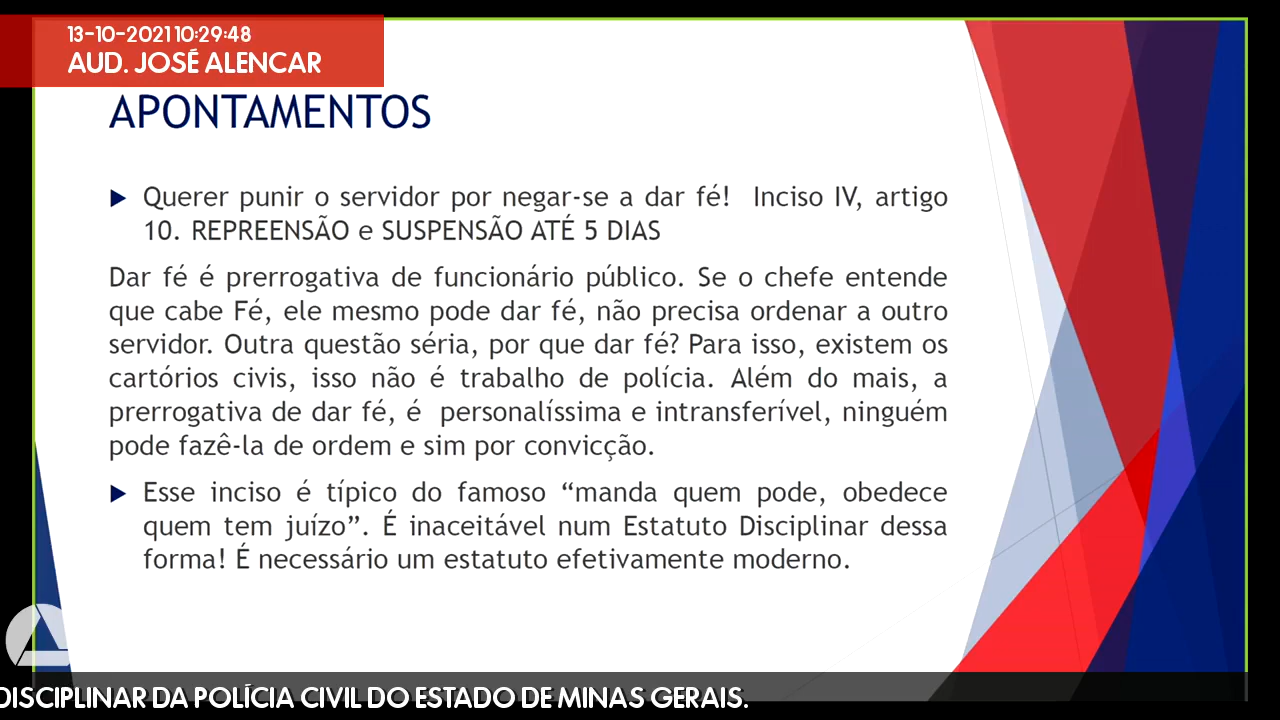 13-10-2021 10:29:48
AUD. JOSÉ ALENCAR
APONTAMENTOS
Querer punir o servidor por negar-se a dar fé! Inciso IV, artigo
10. REPREENSÃO e SUSPENSÃO ATÉ 5 DIAS
Dar fé é prerrogativa de funcionário público. Se o chefe entende
que cabe Fé, ele mesmo pode dar fé, não precisa ordenar a outro
servidor. Outra questão séria, por que dar fé? Para isso, existem os
cartórios civis, isso não é trabalho de polícia. Além do mais, a
prerrogativa de dar fé, é personalíssima e intransferível, ninguém
pode fazê-la de ordem e sim por convicção.
Esse inciso é típico do famoso “manda quem pode, obedece
quem tem juízo”. É inaceitável num Estatuto Disciplinar dessa
forma! É necessário um estatuto efetivamente moderno.
DISCIPLINAR DA POLÍCIA CIVIL DO ESTADO DE MINAS GERAIS.